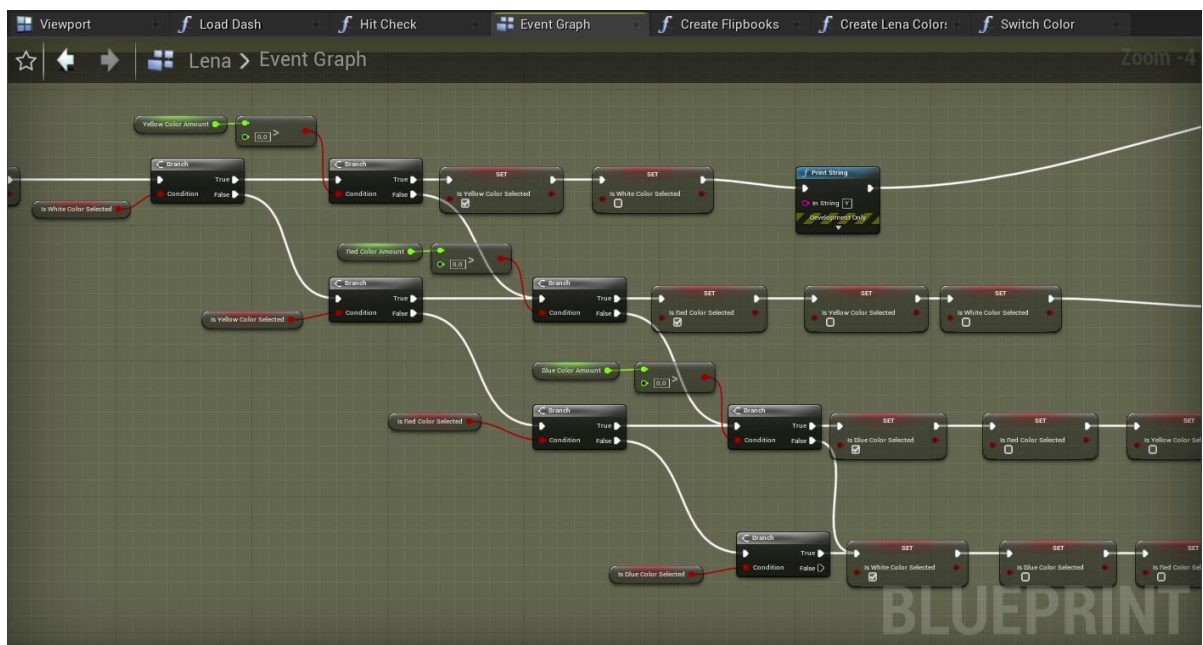 Viewport
Load Dash
Hit Check
Event Graph
Create Flipbooks
Create Lena Color
Switch Color
Lena > Event Graph
Zoom -4
Yellow Color Amount
0,0 >
Branch
True
Condition
False
Is White Color Selected
Branch
True
Condition
False
SET
Is Yellow Color Selected
SET
Is White Color Selected
Print String
In String Y
Development Only
Red Color Amount
0,0 >
Branch
True
Condition
False
Is Yellow Color Selected
Branch
True
Condition
False
SET
Is Red Color Selected
SET
Is Yellow Color Selected
SET
Is White Color Selected
Blue Color Amount
0,0 >
Branch
True
Condition
False
Is Red Color Selected
Branch
True
Condition
False
SET
Is Blue Color Selected
SET
Is Red Color Selected
SET
Is Yellow Color Sel
Branch
True
Condition
False
Is Blue Color Selected
SET
Is White Color Selected
SET
Is Blue Color Selected
SET
Is Red Color Sel
BLUEPRINT